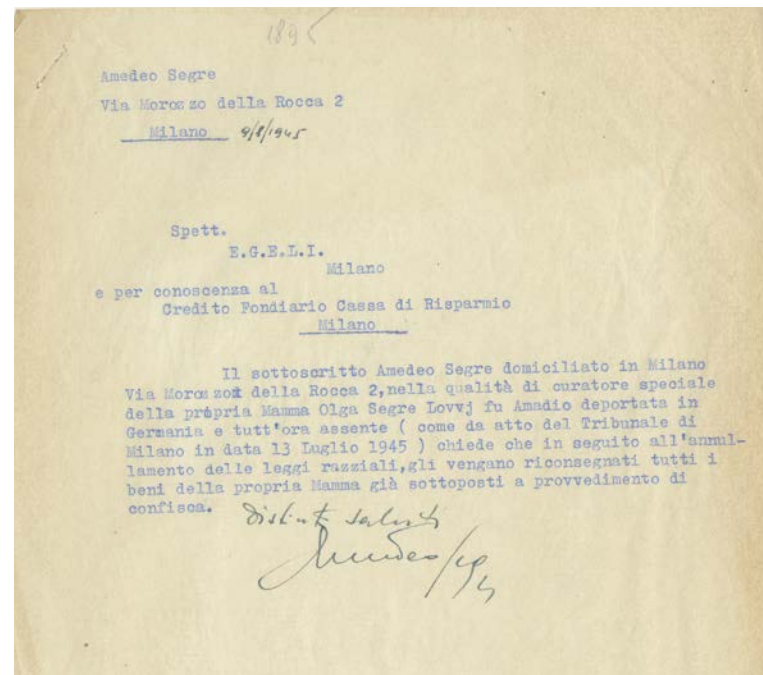 1895
Amedeo Segre
Via Morozzo della Rocca 2
Milano 9/8/1945
Spett.
E.G.E.L.I.
Milano
e per conoscenza al
Credito Fondiario Cassa di Risparmio
Milano
Il sottoscritto Amedeo Segre domiciliato in Milano
Via Morozzo della Rocca 2,nella qualità di curatore speciale
della propria Mamma Olga Segre Lovvj fu Amadio deportata in
Germania e tutt'ora assente ( come da atto del Tribunale di
Milano in data 13 Luglio 1945 ) chiede che in seguito all'annul-
lamento delle leggi razziali,gli vengano riconsegnati tutti i
beni della propria Mamma già sottoposti a provvedimento di
confisca.
Distinti saluti
Amedeo Segre